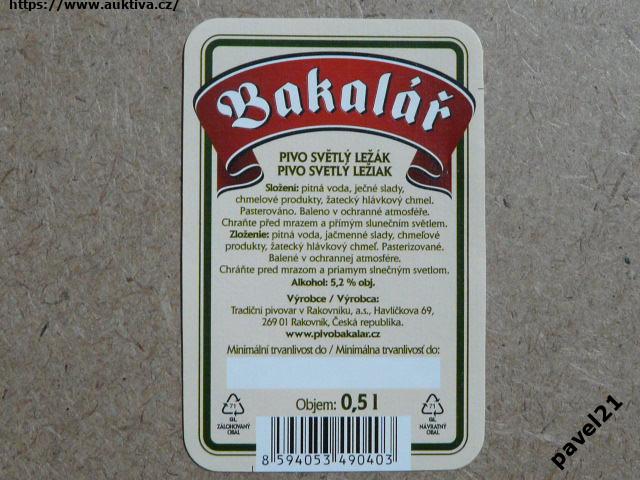 https://www.auktiva.cz/
Bakalář
PIVO SVĚTLÝ LEŽÁK
PIVO SVETLÝ LEŽIAK
Složení: pitná voda, ječné slady,
chmelové produkty, žatecký hlávkový chmel.
Pasterováno. Baleno v ochranné atmosféře.
Chraňte před mrazem a přímým slunečním světlem.
Zloženie: pitná voda, jačmenné slady, chmeľové
produkty, žatecký hlávkový chmeľ. Pasterizované.
Balené v ochrannej atmosfére.
Chráňte pred mrazom a priamym slnečným svetlom.
Alkohol: 5,2 % obj.
Výrobce / Výrobca:
Tradiční pivovar v Rakovníku, a.s., Havlíčkova 69,
269 01 Rakovník, Česká republika.
www.pivobakalar.cz
Minimální trvanlivost do / Minimálna trvanlivosť do:
71
GL
ZÁLOHOVANÝ
OBAL
Objem: 0,5 l
71
GL
NÁVRATNÝ
OBAL
8 594053 490403
pavel21